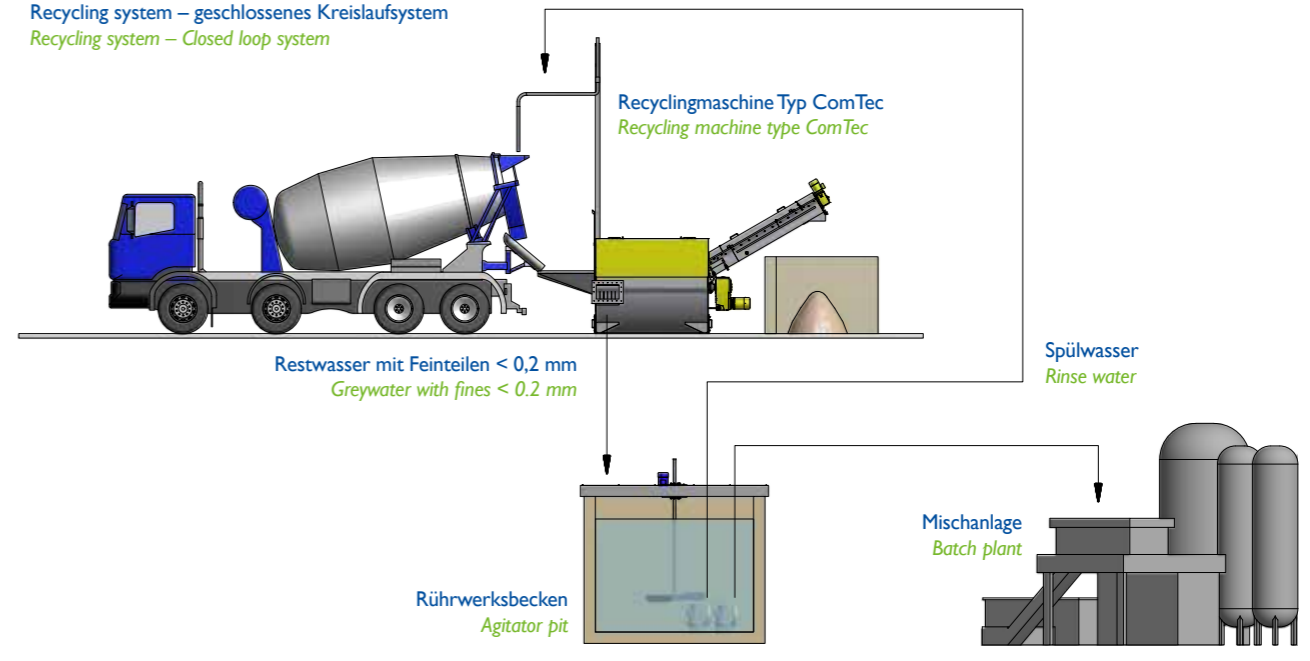 Recycling system – geschlossenes Kreislaufsystem
Recycling system – Closed loop system
Recyclingmaschine Typ ComTec
Recycling machine type ComTec
Restwasser mit Feinteilen < 0,2 mm
Greywater with fines < 0.2 mm
Spülwasser
Rinse water
Mischanlage
Batch plant
Rührwerksbecken
Agitator pit